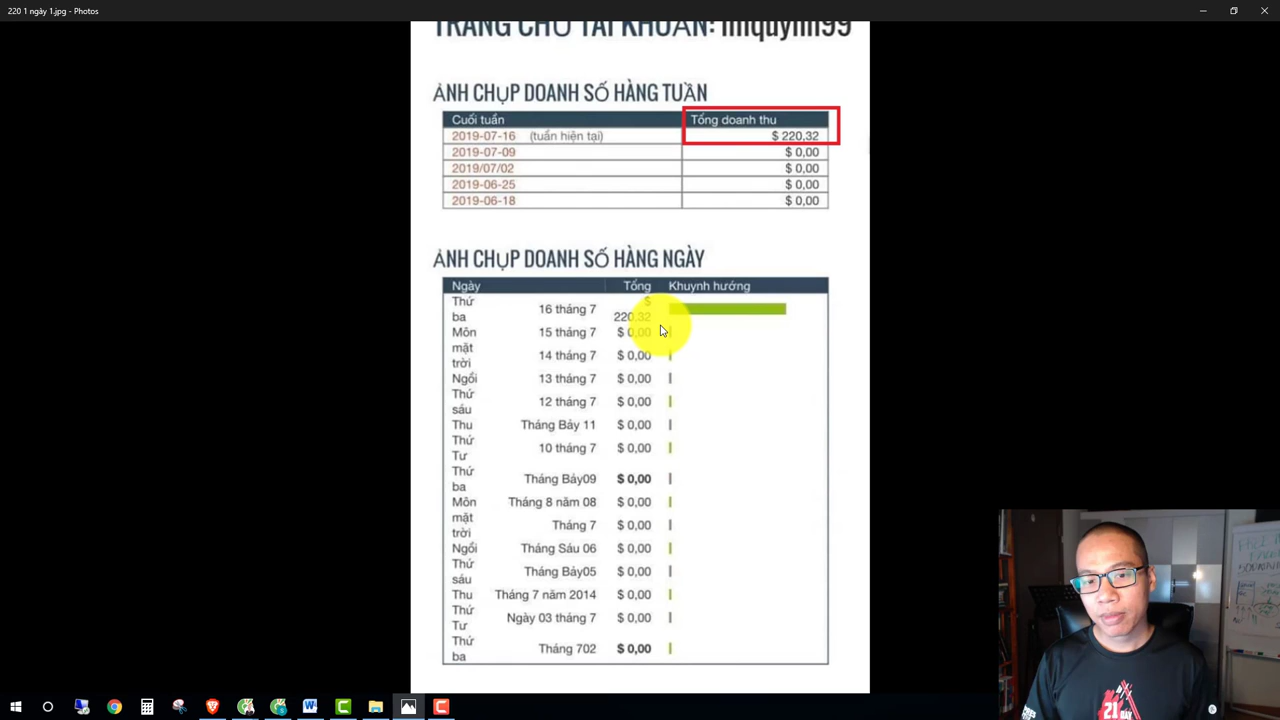 220 1 ngày 1.jpg - Photos
TRANG CHỦ TÀI KHOẢN:
ẢNH CHỤP DOANH SỐ HÀNG TUẦN
Cuối tuần Tổng doanh thu
2019-07-16 (tuần hiện tại) $ 220,32
2019-07-09 $ 0,00
2019/07/02 $ 0,00
2019-06-25 $ 0,00
2019-06-18 $ 0,00
ẢNH CHỤP DOANH SỐ HÀNG NGÀY
Ngày Tổng Khuynh hướng
Thứ ba 16 tháng 7 $ 220.32
Môn 15 tháng 7 $ 0,00
mặt trời 14 tháng 7 $ 0,00
Ngồi 13 tháng 7 $ 0,00
Thứ sáu 12 tháng 7 $ 0,00
Thu Tháng Bảy 11 $ 0,00
Thứ Tư 10 tháng 7 $ 0,00
Thứ ba Tháng Bảy09 $ 0,00
Môn Tháng 8 năm 08 $ 0,00
mặt trời Tháng 7 $ 0,00
Ngồi Tháng Sáu 06 $ 0,00
Thứ sáu Tháng Bảy05 $ 0,00
Thu Tháng 7 năm 2014 $ 0,00
Thứ Tư Ngày 03 tháng 7 $ 0,00
Thứ ba Tháng 702 $ 0,00
21